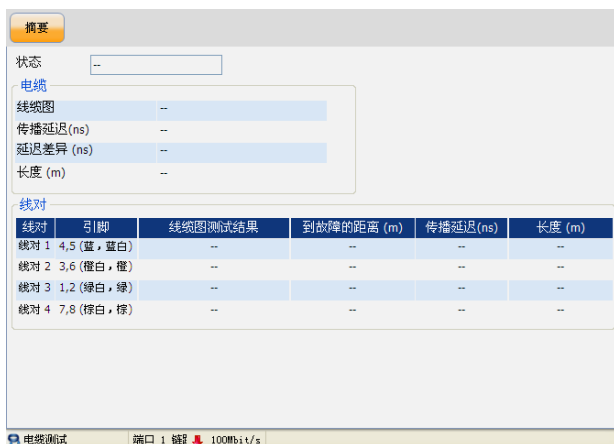 摘要
状态 --
电缆
线缆图 --
传播延迟(ns) --
延迟差异 (ns) --
长度 (m) --
线对
线对 引脚 线缆图测试结果 到故障的距离 (m) 传播延迟(ns) 长度 (m)
线对 1 4,5 (蓝，蓝白) -- -- -- --
线对 2 3,6 (橙白，橙) -- -- -- --
线对 3 1,2 (绿白，绿) -- -- -- --
线对 4 7,8 (棕白，棕) -- -- -- --
电缆测试 端口 1 链路 100Mbit/s